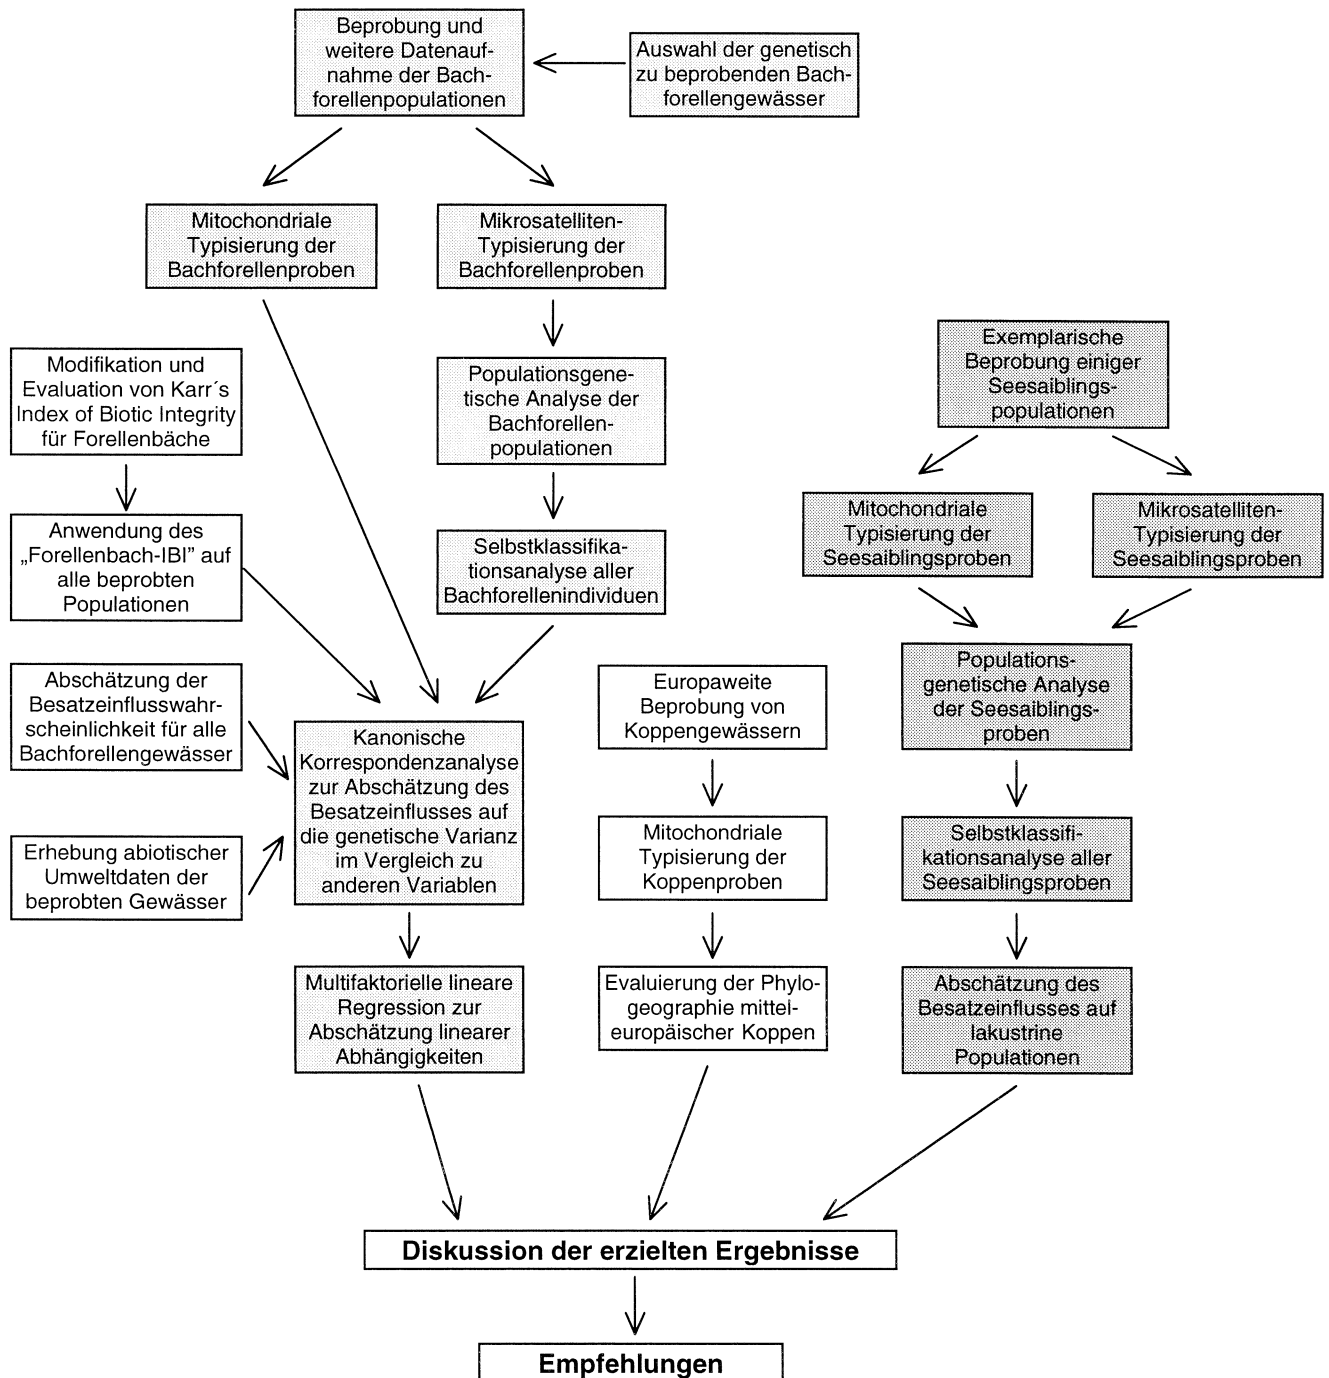 Beprobung und
weitere Datenauf-
nahme der Bach-
forellenpopulationen
Auswahl der genetisch
zu beprobenden Bach-
forellengewässer
Mitochondriale
Typisierung der
Bachforellenproben
Mikrosatelliten-
Typisierung der
Bachforellenproben
Modifikation und
Evaluation von Karr´s
Index of Biotic Integrity
für Forellenbäche
Populationsgene-
tische Analyse der
Bachforellen-
populationen
Exemplarische
Beprobung einiger
Seesaiblings-
populationen
Anwendung des
„Forellenbach-IBI” auf
alle beprobten
Populationen
Selbstklassifika-
tionsanalyse aller
Bachforellenindividuen
Mitochondriale
Typisierung der
Seesaiblingsproben
Mikrosatelliten-
Typisierung der
Seesaiblingsproben
Abschätzung der
Besatzeinflusswahr-
scheinlichkeit für alle
Bachforellengewässer
Europaweite
Beprobung von
Koppengewässern
Populations-
genetische Analyse
der Seesaiblings-
proben
Kanonische
Korrespondenzanalyse
zur Abschätzung des
Besatzeinflusses auf
die genetische Varianz
im Vergleich zu
anderen Variablen
Erhebung abiotischer
Umweltdaten der
beprobten Gewässer
Mitochondriale
Typisierung der
Koppenproben
Selbstklassifi-
kationsanalyse aller
Seesaiblingsproben
Multifaktorielle lineare
Regression zur
Abschätzung linearer
Abhängigkeiten
Evaluierung der Phylo-
geographie mittel-
europäischer Koppen
Abschätzung des
Besatzeinflusses auf
lakustrine
Populationen
Diskussion der erzielten Ergebnisse
Empfehlungen